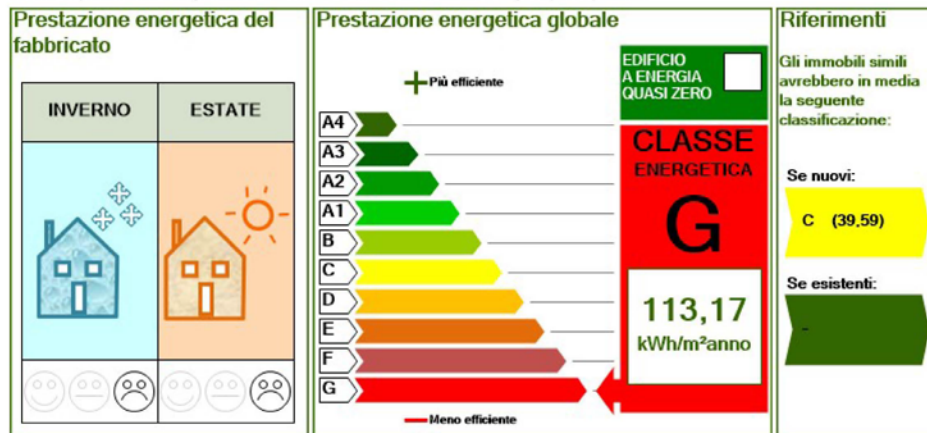 Prestazione energetica del
fabbricato
INVERNO
ESTATE
Prestazione energetica globale
Più efficiente
A4
A3
A2
A1
B
C
D
E
F
G
Meno efficiente
EDIFICIO
A ENERGIA
QUASI ZERO
CLASSE
ENERGETICA
G
113,17
kWh/m²anno
Riferimenti
Gli immobili simili
avrebbero in media
la seguente
classificazione:
Se nuovi:
C (39,59)
Se esistenti:
-